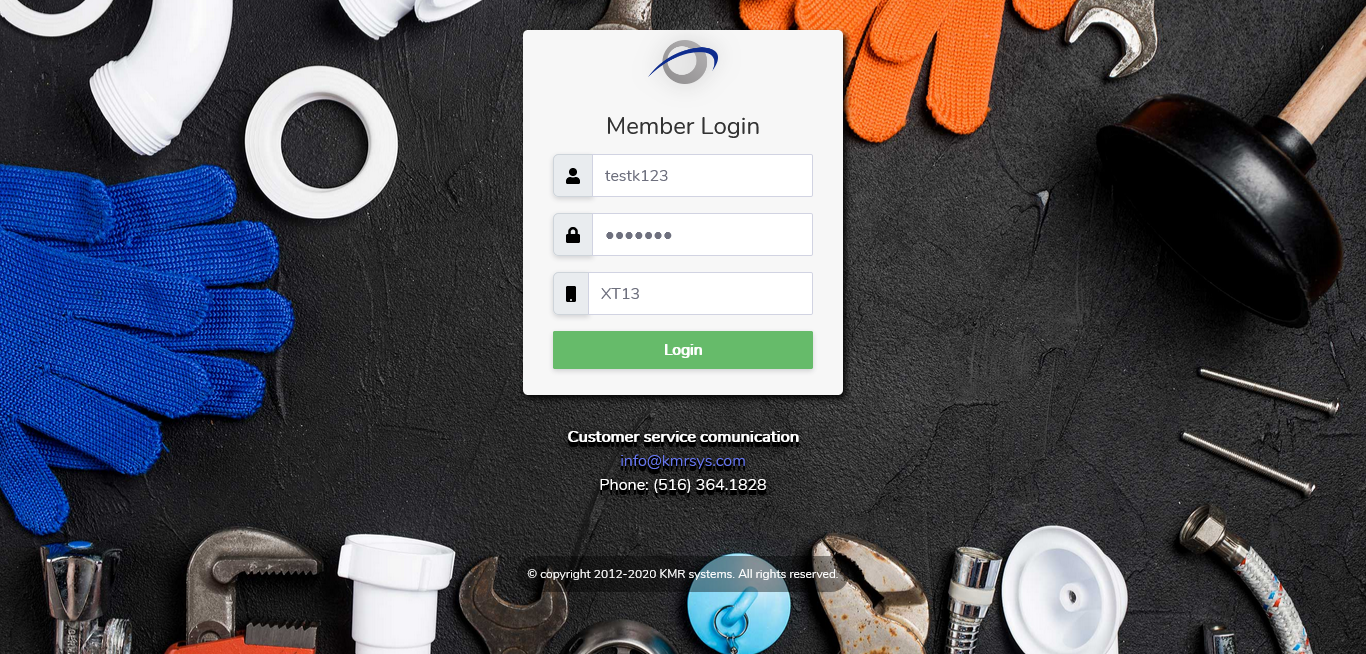 Member Login
testk123
•••••••
XT13
Login
Customer service comunication
info@kmrsys.com
Phone: (516) 364.1828
© copyright 2012-2020 KMR systems. All rights reserved.